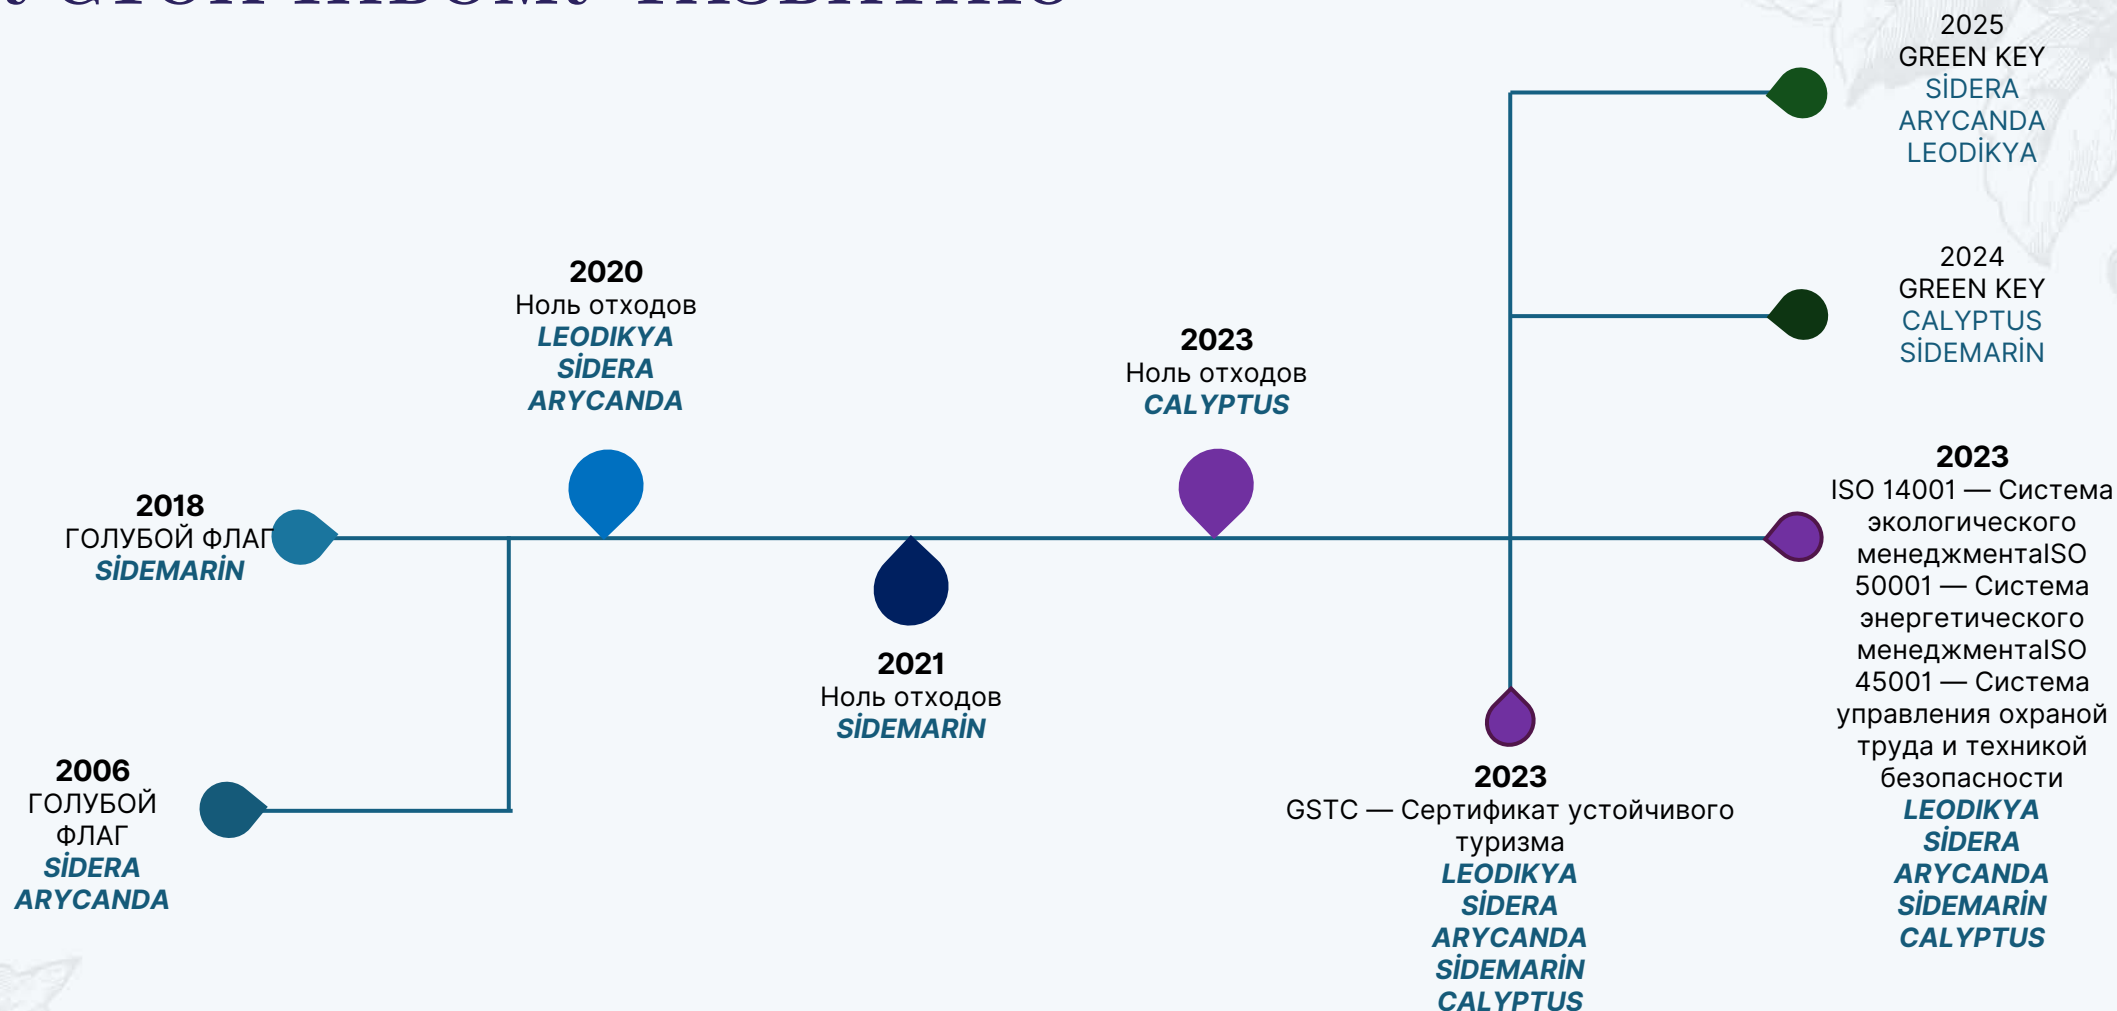 2025
GREEN KEY
SİDERA
ARYCANDA
LEODİKYA
2024
GREEN KEY
CALYPTUS
SİDEMARİN
2020
Ноль отходов
LEODIKYA
SİDERA
ARYCANDA
2023
Ноль отходов
CALYPTUS
2018
ГОЛУБОЙ ФЛАГ
SİDEMARİN
2023
ISO 14001 — Система
экологического
менеджментаISO
50001 — Система
энергетического
менеджментаISO
45001 — Система
управления охраной
труда и техникой
безопасности
LEODIKYA
SİDERA
ARYCANDA
SİDEMARİN
CALYPTUS
2021
Ноль отходов
SİDEMARİN
2006
ГОЛУБОЙ
ФЛАГ
SİDERA
ARYCANDA
2023
GSTC — Сертификат устойчивого
туризма
LEODIKYA
SİDERA
ARYCANDA
SİDEMARİN
CALYPTUS